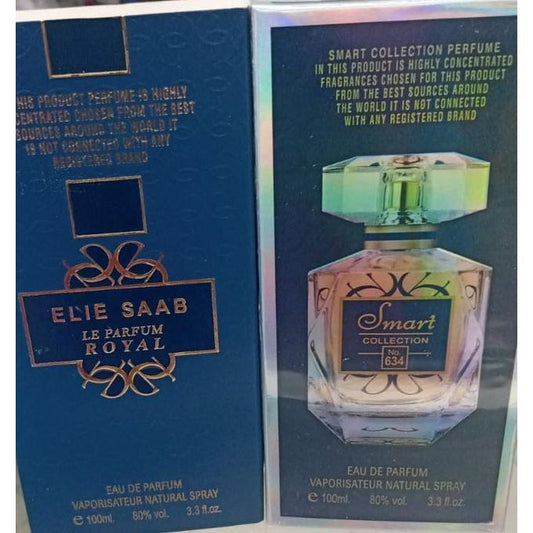 THIS PRODUCT PERFUME IS HIGHLY
CENTRATED CHOSEN FROM THE BEST
SOURCES AROUND THE WORLD IT
IS NOT CONNECTED WITH ANY
REGISTERED BRAND
ELIE SAAB
LE PARFUM
ROYAL
EAU DE PARFUM
VAPORISATEUR NATURAL SPRAY
e 100ml. 80% vol. 3.3 fl.oz.
SMART COLLECTION PERFUME
IN THIS PRODUCT IS HIGHLY CONCENTRATED
FRAGRANCES CHOSEN FOR THIS PRODUCT
FROM THE BEST SOURCES AROUND
THE WORLD IT IS NOT CONNECTED
WITH ANY REGISTERED BRAND
Smart
COLLECTION
No.
634
EAU DE PARFUM
VAPORISATEUR NATURAL SPRAY
e 100ml. 80% vol. 3.3 fl.oz.